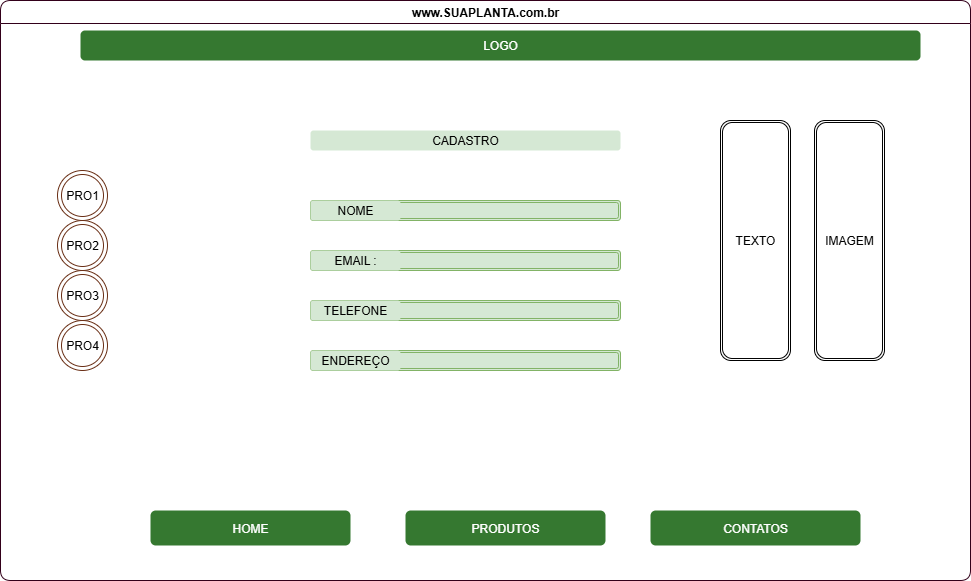 www.SUAPLANTA.com.br
LOGO
CADASTRO
PRO1
PRO2
PRO3
PRO4
NOME
EMAIL :
TELEFONE
ENDEREÇO
TEXTO
IMAGEM
HOME
PRODUTOS
CONTATOS